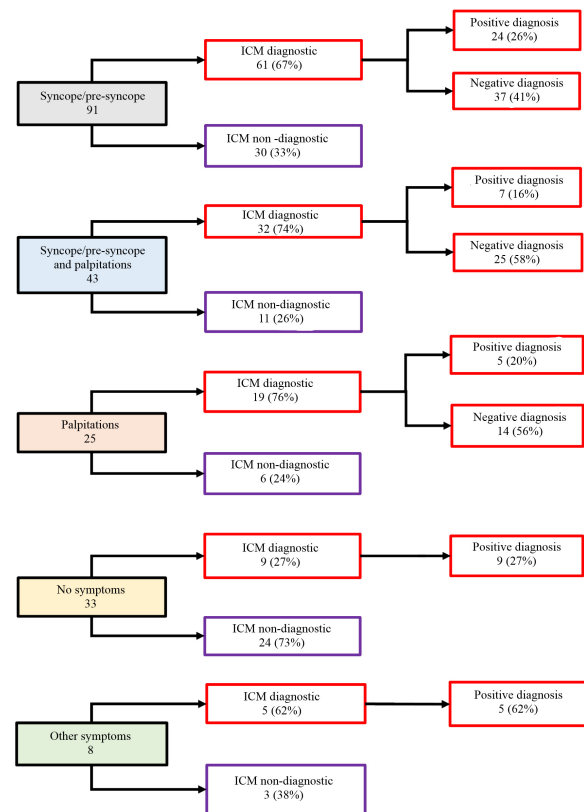 Syncope/pre-syncope
91
ICM diagnostic
61 (67%)
Positive diagnosis
24 (26%)
Negative diagnosis
37 (41%)
ICM non -diagnostic
30 (33%)
Syncope/pre-syncope
and palpitations
43
ICM diagnostic
32 (74%)
Positive diagnosis
7 (16%)
Negative diagnosis
25 (58%)
ICM non-diagnostic
11 (26%)
Palpitations
25
ICM diagnostic
19 (76%)
Positive diagnosis
5 (20%)
Negative diagnosis
14 (56%)
ICM non-diagnostic
6 (24%)
No symptoms
33
ICM diagnostic
9 (27%)
Positive diagnosis
9 (27%)
ICM non-diagnostic
24 (73%)
Other symptoms
8
ICM diagnostic
5 (62%)
Positive diagnosis
5 (62%)
ICM non-diagnostic
3 (38%)